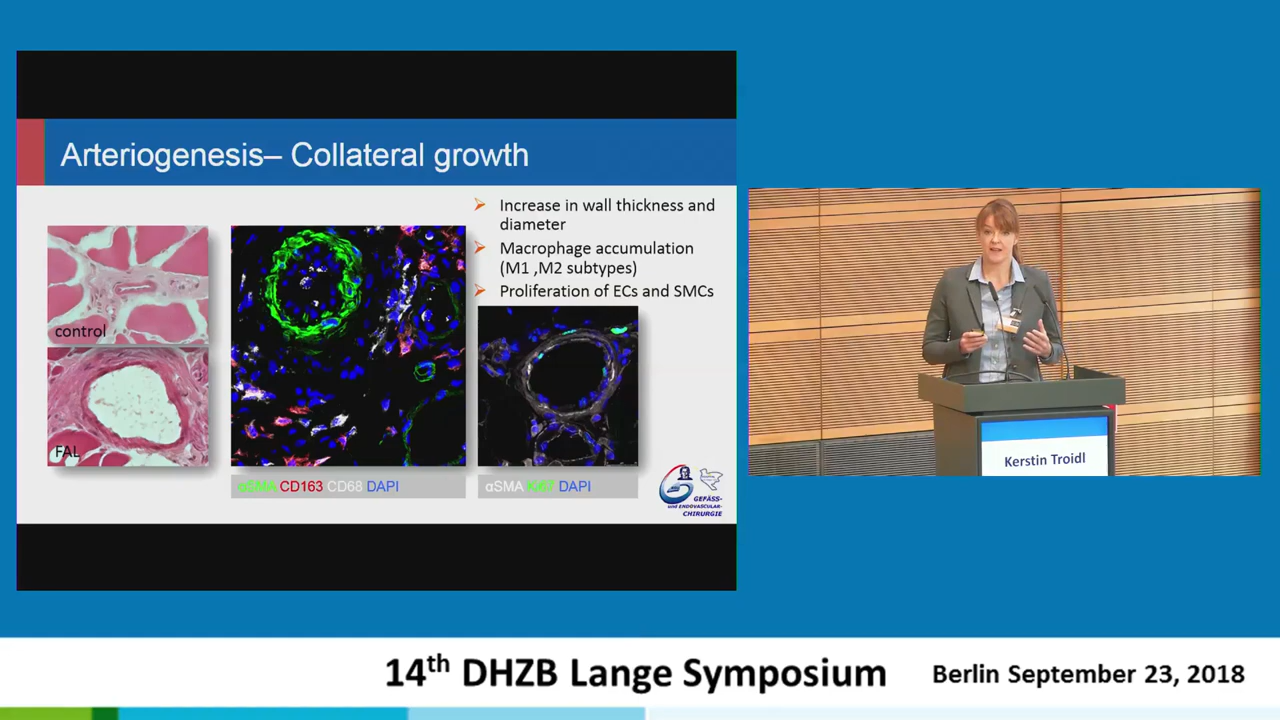 Arteriogenesis– Collateral growth
Increase in wall thickness and
diameter
Macrophage accumulation
(M1 ,M2 subtypes)
Proliferation of ECs and SMCs
control
FAL
αSMA CD163 CD68 DAPI
αSMA Ki67 DAPI
GEFÄSS-
und ENDOVASCULAR-
CHIRURGIE
Kerstin Troidl
14th DHZB Lange Symposium
Berlin September 23, 2018